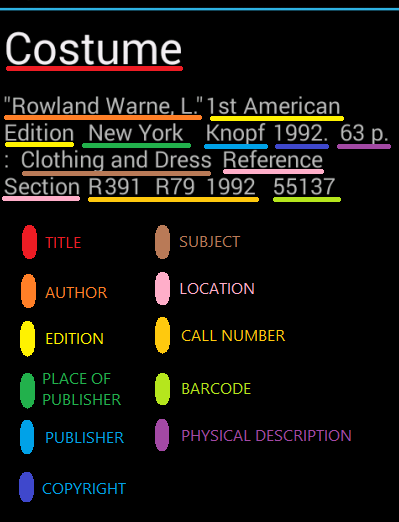 Costume
"Rowland Warne, L." 1st American
Edition New York Knopf 1992. 63 p.
: Clothing and Dress Reference
Section R391 R79 1992 55137
TITLE
SUBJECT
AUTHOR
LOCATION
EDITION
CALL NUMBER
PLACE OF
PUBLISHER
BARCODE
PUBLISHER
PHYSICAL DESCRIPTION
COPYRIGHT